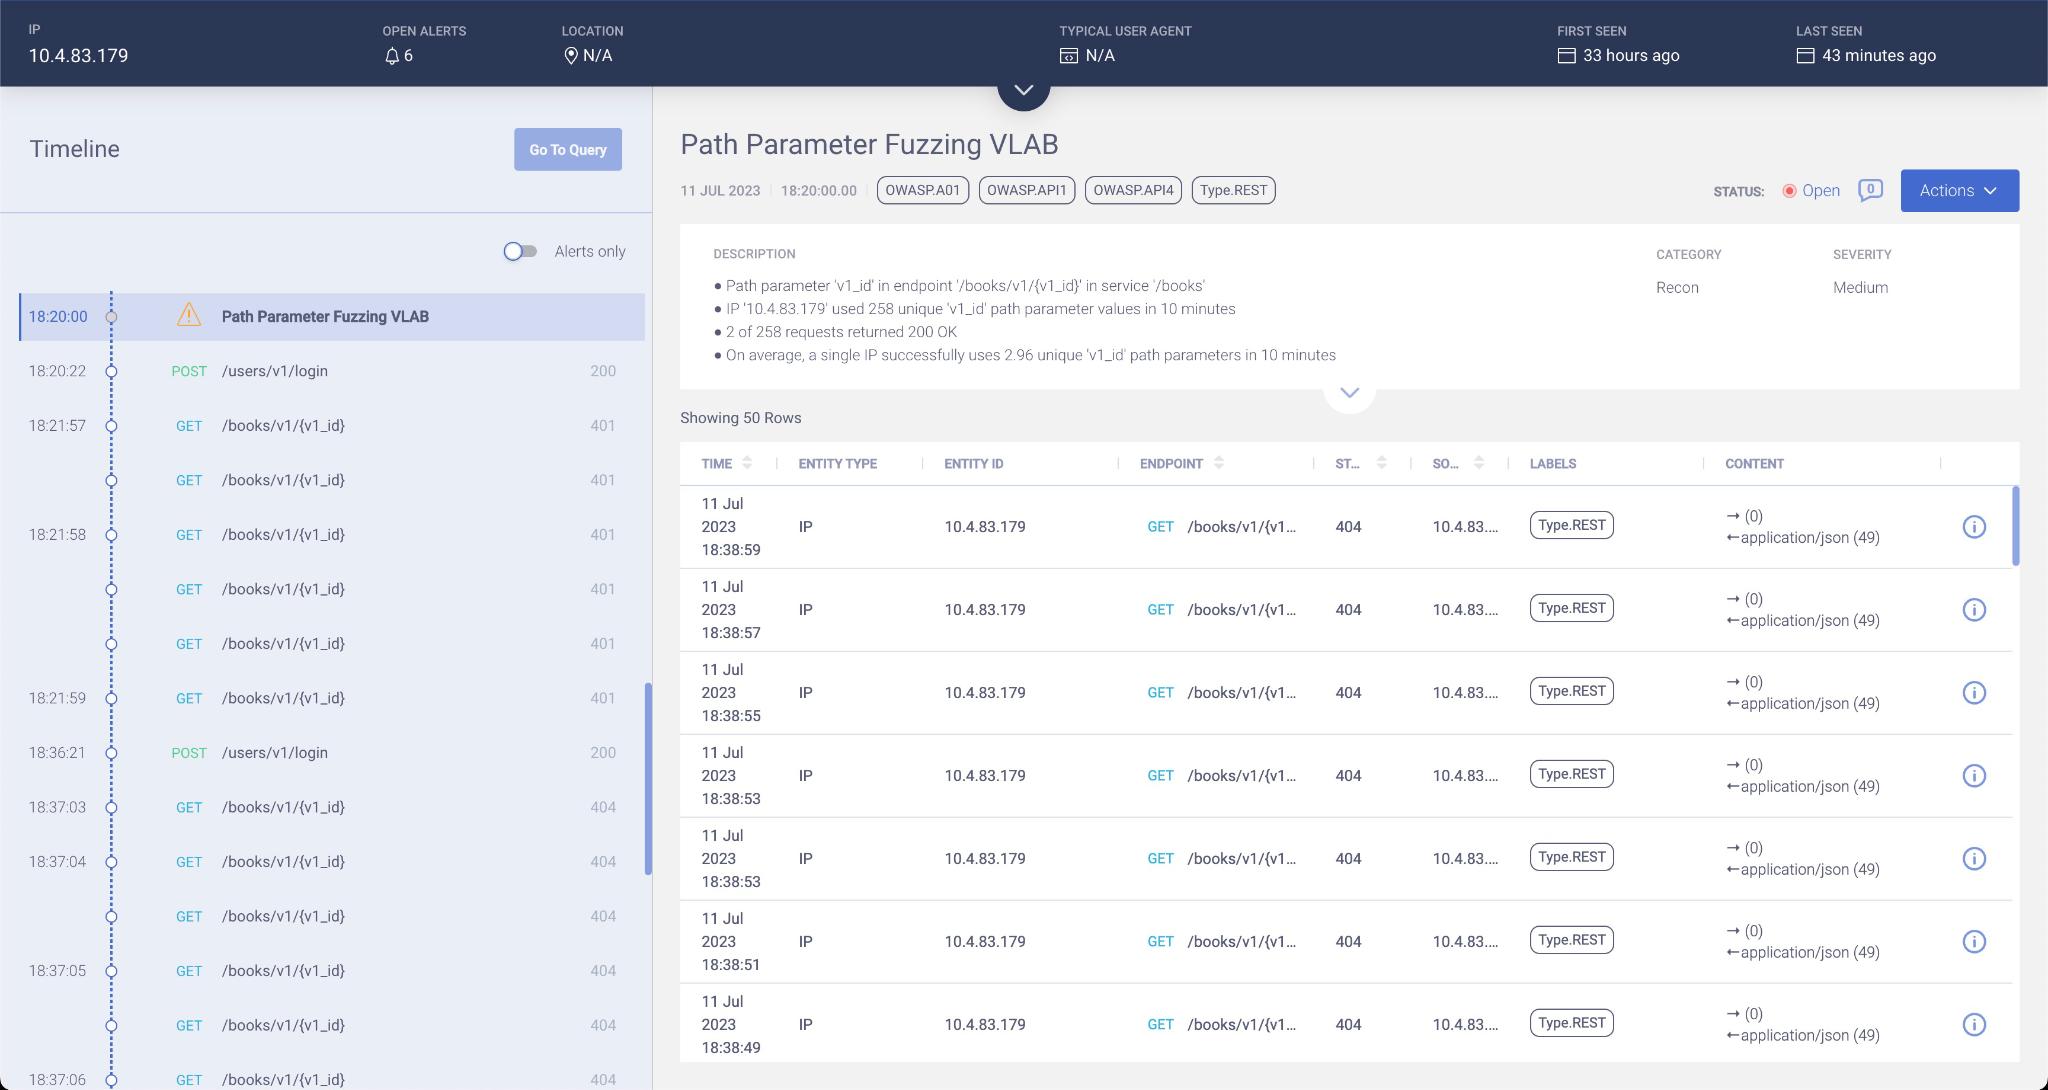 IP
10.4.83.179
OPEN ALERTS
6
LOCATION
N/A
TYPICAL USER AGENT
N/A
FIRST SEEN
33 hours ago
LAST SEEN
43 minutes ago
Timeline
Go To Query
Alerts only
18:20:00 Path Parameter Fuzzing VLAB
18:20:22 POST /users/v1/login 200
18:21:57 GET /books/v1/{v1_id} 401
GET /books/v1/{v1_id} 401
18:21:58 GET /books/v1/{v1_id} 401
GET /books/v1/{v1_id} 401
GET /books/v1/{v1_id} 401
18:21:59 GET /books/v1/{v1_id} 401
18:36:21 POST /users/v1/login 200
18:37:03 GET /books/v1/{v1_id} 404
18:37:04 GET /books/v1/{v1_id} 404
GET /books/v1/{v1_id} 404
18:37:05 GET /books/v1/{v1_id} 404
GET /books/v1/{v1_id} 404
18:37:06 GET /books/v1/{v1_id} 404
Path Parameter Fuzzing VLAB
11 JUL 2023 18:20:00.00 OWASP.A01 OWASP.API1 OWASP.API4 Type.REST
STATUS: Open 0 Actions
DESCRIPTION
• Path parameter 'v1_id' in endpoint '/books/v1/{v1_id}' in service '/books'
• IP '10.4.83.179' used 258 unique 'v1_id' path parameter values in 10 minutes
• 2 of 258 requests returned 200 OK
• On average, a single IP successfully uses 2.96 unique 'v1_id' path parameters in 10 minutes
CATEGORY
Recon
SEVERITY
Medium
Showing 50 Rows
TIME ENTITY TYPE ENTITY ID ENDPOINT ST... SO... LABELS CONTENT
11 Jul
2023
18:38:59
IP 10.4.83.179 GET /books/v1/{v1... 404 10.4.83.... Type.REST
→ (0)
←application/json (49)
11 Jul
2023
18:38:57
IP 10.4.83.179 GET /books/v1/{v1... 404 10.4.83.... Type.REST
→ (0)
←application/json (49)
11 Jul
2023
18:38:55
IP 10.4.83.179 GET /books/v1/{v1... 404 10.4.83.... Type.REST
→ (0)
←application/json (49)
11 Jul
2023
18:38:53
IP 10.4.83.179 GET /books/v1/{v1... 404 10.4.83.... Type.REST
→ (0)
←application/json (49)
11 Jul
2023
18:38:53
IP 10.4.83.179 GET /books/v1/{v1... 404 10.4.83.... Type.REST
→ (0)
←application/json (49)
11 Jul
2023
18:38:51
IP 10.4.83.179 GET /books/v1/{v1... 404 10.4.83.... Type.REST
→ (0)
←application/json (49)
11 Jul
2023
18:38:49
IP 10.4.83.179 GET /books/v1/{v1... 404 10.4.83.... Type.REST
→ (0)
←application/json (49)